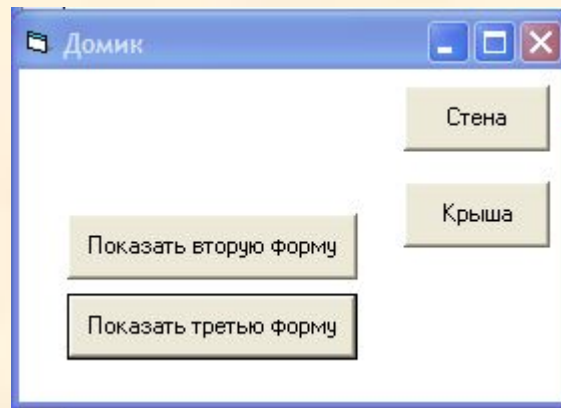 Домик
Стена
Крыша
Показать вторую форму
Показать третью форму